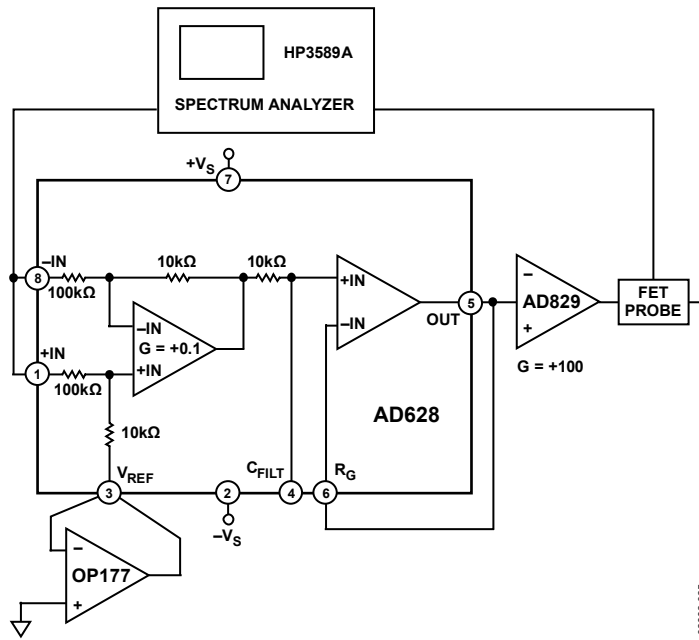 HP3589A
SPECTRUM ANALYZER
+VS
7
–IN
8
100kΩ
10kΩ
10kΩ
–IN
G = +0.1
+IN
+IN
1
100kΩ
10kΩ
+IN
–IN
OUT
5
AD628
–
AD829
+
G = +100
FET
PROBE
VREF
3
2
–VS
CFILT
4
RG
6
–
OP177
+